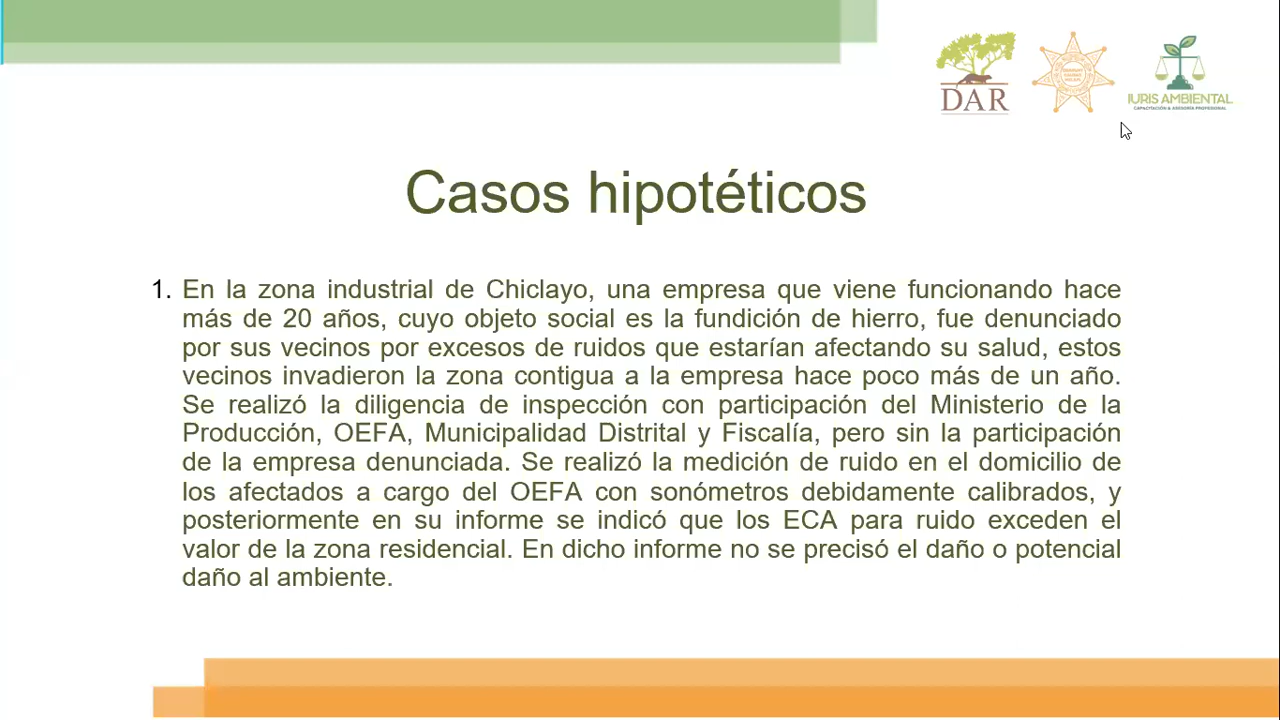 DAR
IURIS AMBIENTAL
CAPACITACIÓN & ASESORÍA PROFESIONAL
Casos hipotéticos
1. En la zona industrial de Chiclayo, una empresa que viene funcionando hace
más de 20 años, cuyo objeto social es la fundición de hierro, fue denunciado
por sus vecinos por excesos de ruidos que estarían afectando su salud, estos
vecinos invadieron la zona contigua a la empresa hace poco más de un año.
Se realizó la diligencia de inspección con participación del Ministerio de la
Producción, OEFA, Municipalidad Distrital y Fiscalía, pero sin la participación
de la empresa denunciada. Se realizó la medición de ruido en el domicilio de
los afectados a cargo del OEFA con sonómetros debidamente calibrados, y
posteriormente en su informe se indicó que los ECA para ruido exceden el
valor de la zona residencial. En dicho informe no se precisó el daño o potencial
daño al ambiente.